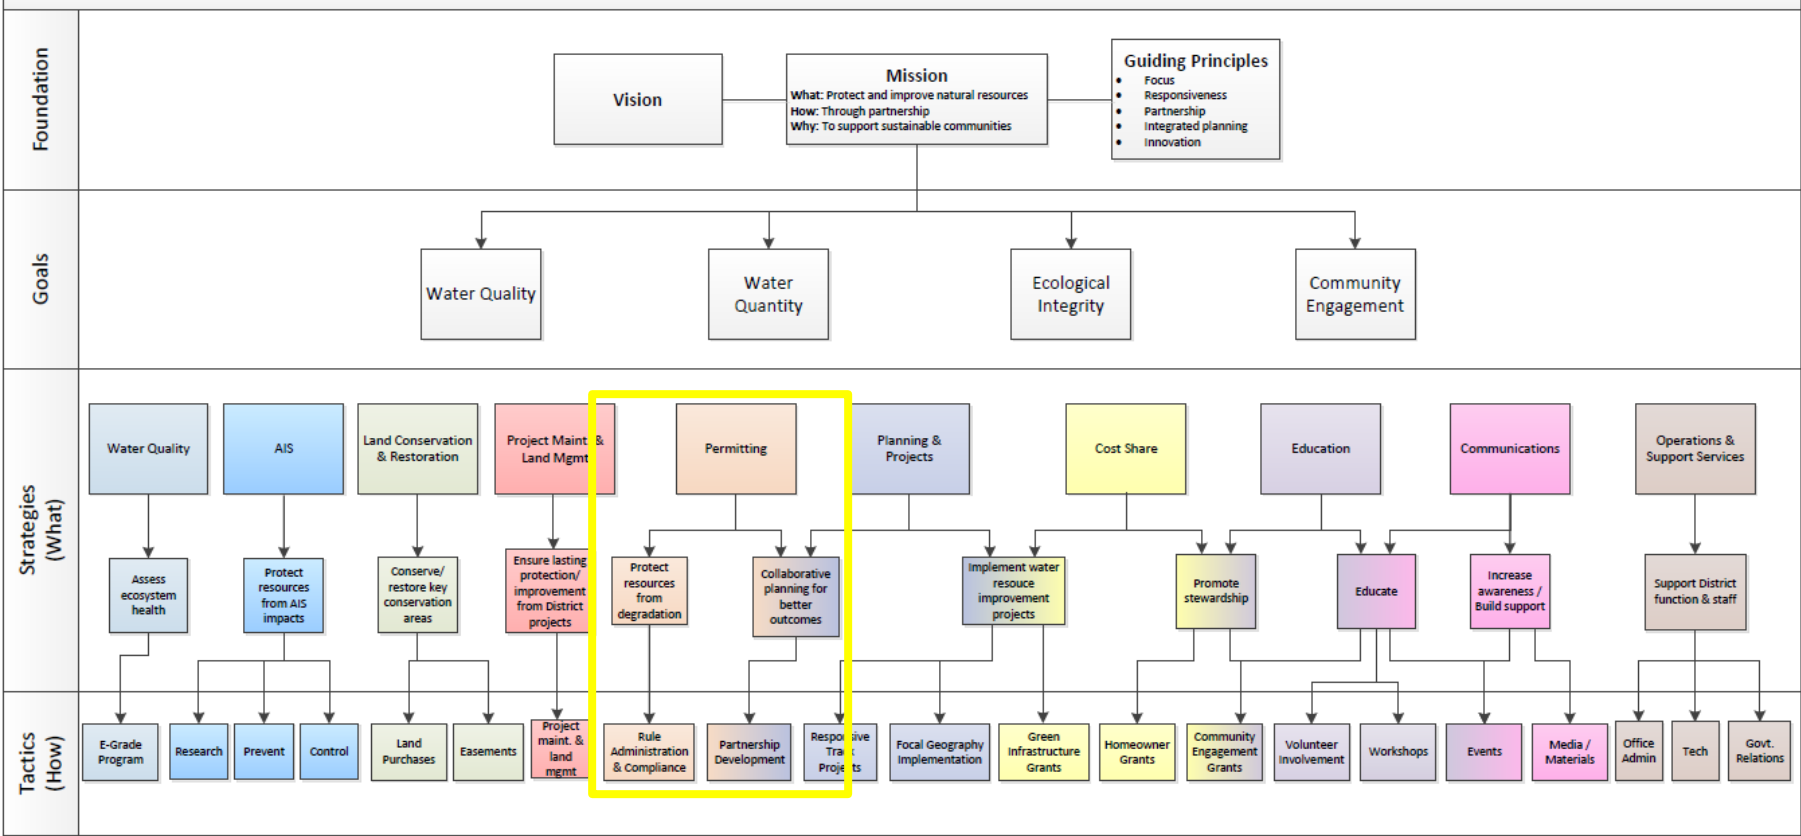 Foundation
Vision
Mission
What: Protect and improve natural resources
How: Through partnership
Why: To support sustainable communities
Guiding Principles
• Focus
• Responsiveness
• Partnership
• Integrated planning
• Innovation
Goals
Water Quality
Water
Quantity
Ecological
Integrity
Community
Engagement
Strategies
(What)
Water Quality
AIS
Land Conservation
& Restoration
Project Maint. &
Land Mgmt
Permitting
Planning &
Projects
Cost Share
Education
Communications
Operations &
Support Services
Assess
ecosystem
health
Protect
resources
from AIS
impacts
Conserve/
restore key
conservation
areas
Ensure lasting
protection/
improvement
from District
projects
Protect
resources
from
degradation
Collaborative
planning for
better
outcomes
Implement water
resouce
improvement
projects
Promote
stewardship
Educate
Increase
awareness /
Build support
Support District
function & staff
Tactics
(How)
E-Grade
Program
Research
Prevent
Control
Land
Purchases
Easements
Project
maint. &
land
mgmt
Rule
Administration
& Compliance
Partnership
Development
Responsive
Track
Projects
Focal Geography
Implementation
Green
Infrastructure
Grants
Homeowner
Grants
Community
Engagement
Grants
Volunteer
Involvement
Workshops
Events
Media /
Materials
Office
Admin
Tech
Govt.
Relations